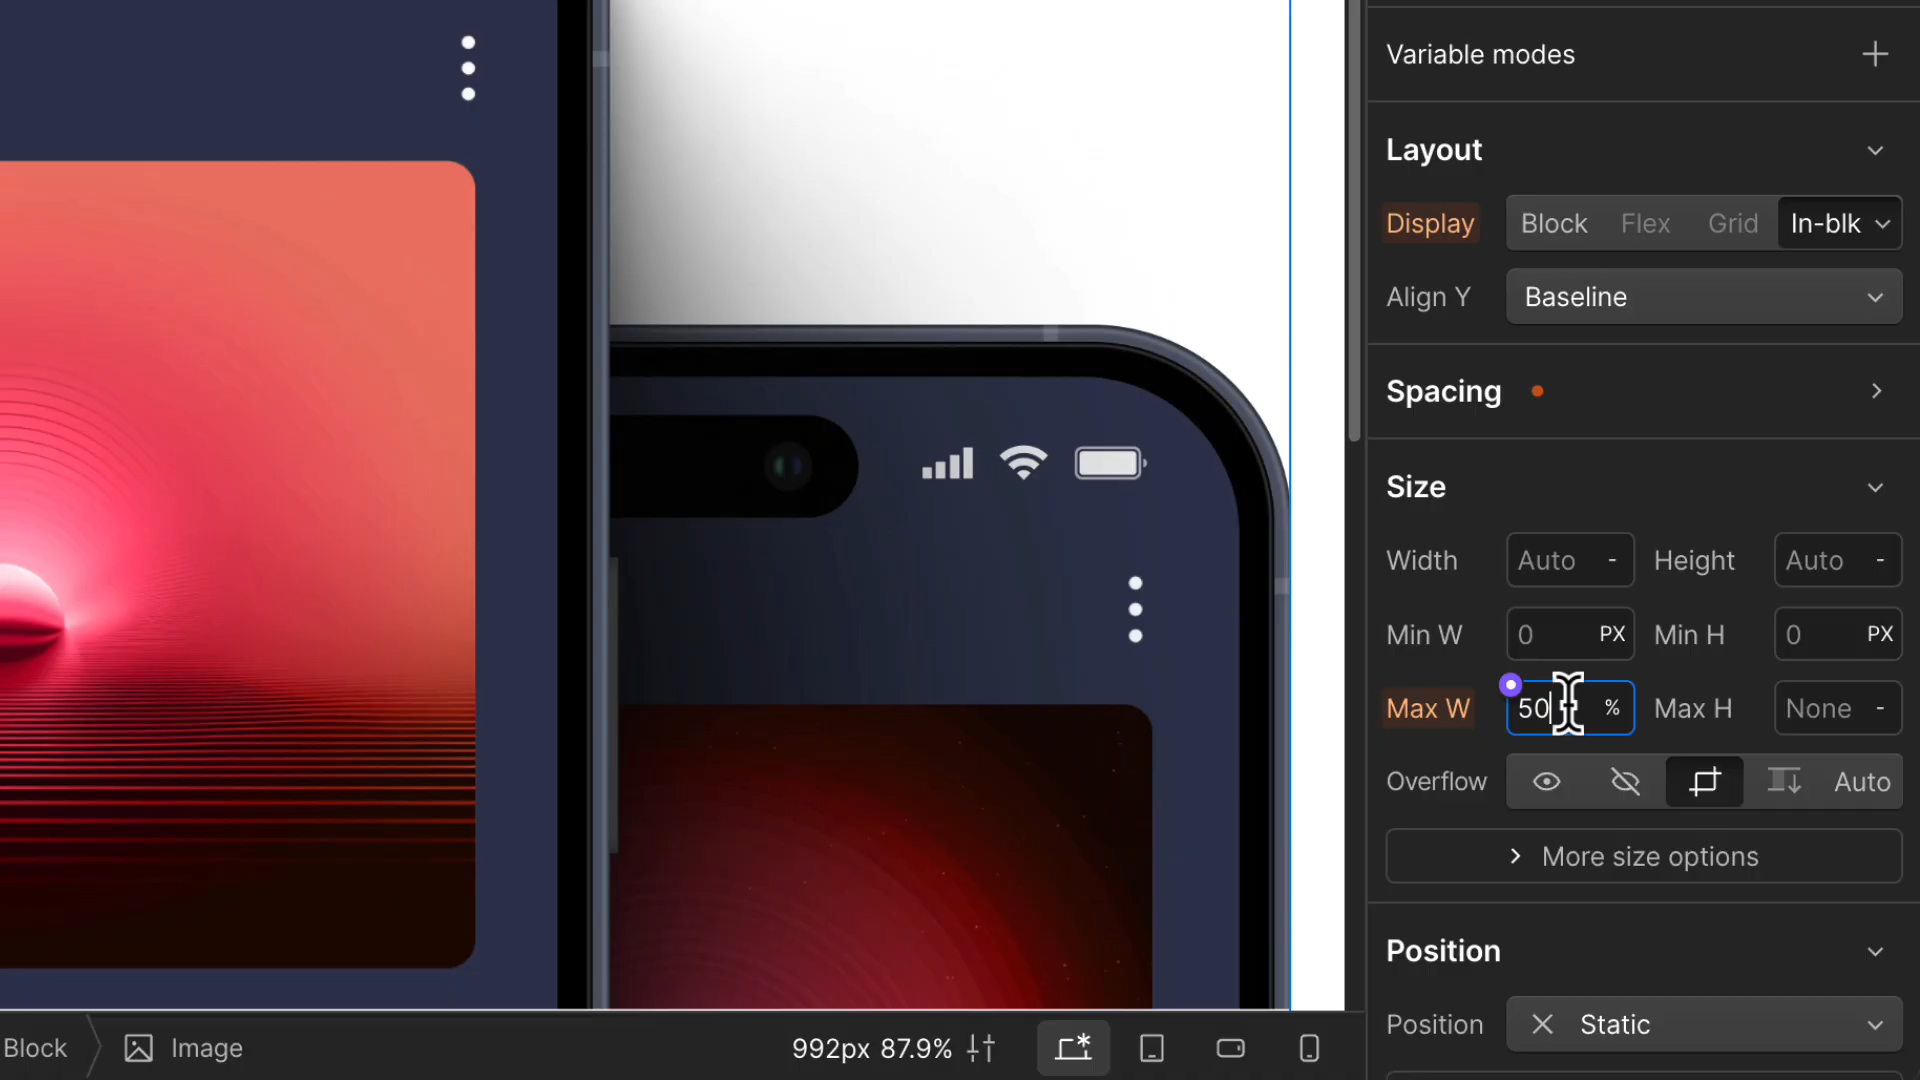 Variable modes
Layout
Display Block Flex Grid In-blk
Align Y Baseline
Spacing
Size
Width Auto - Height Auto -
Min W 0 PX Min H 0 PX
Max W 50 % Max H None -
Overflow Auto
More size options
Position
Position Static
Block Image 992px 87.9%